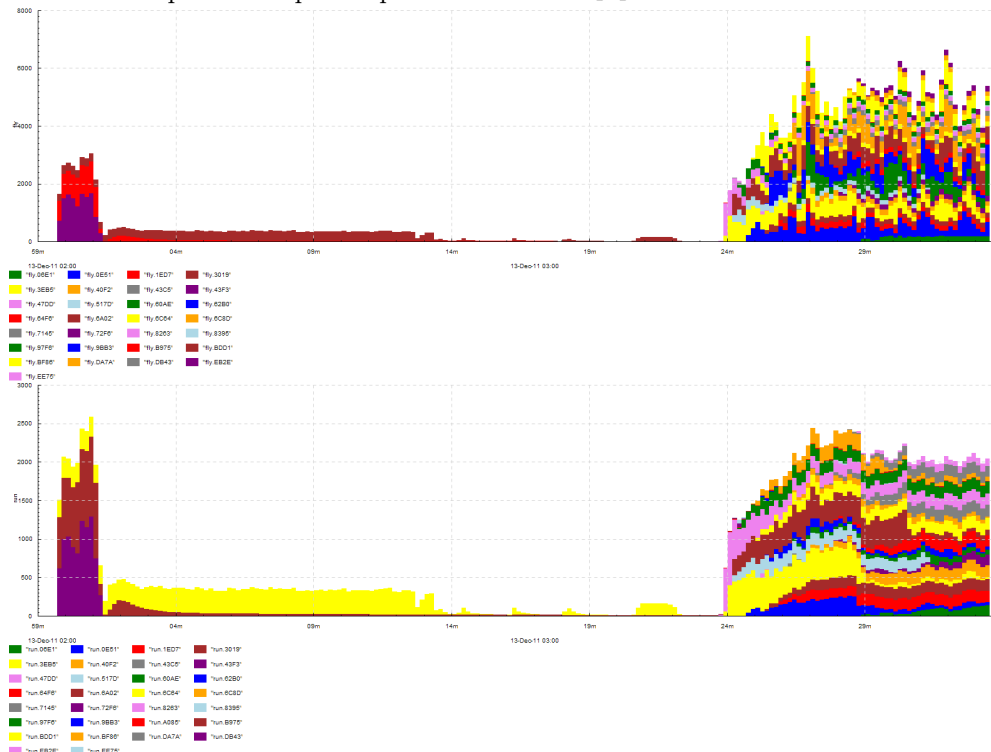 8000
6000
4000
2000
0
59m 04m 09m 14m 19m 24m 29m
13-Dec-11 02:00 13-Dec-11 03:00
"fly.06E1" "fly.0E51" "fly.1ED7" "fly.3019"
"fly.3EB5" "fly.40F2" "fly.43C5" "fly.43F3"
"fly.47DD" "fly.517D" "fly.60AE" "fly.62B0"
"fly.64F6" "fly.6A02" "fly.6C64" "fly.6C8D"
"fly.7145" "fly.72F6" "fly.8263" "fly.8395"
"fly.97F6" "fly.9BB3" "fly.B975" "fly.BDD1"
"fly.BF86" "fly.DA7A" "fly.DB43" "fly.EB2E"
"fly.EE75"
3000
2500
2000
1500
1000
500
0
59m 04m 09m 14m 19m 24m 29m
13-Dec-11 02:00 13-Dec-11 03:00
"run.06E1" "run.0E51" "run.1ED7" "run.3019"
"run.3EB5" "run.40F2" "run.43C5" "run.43F3"
"run.47DD" "run.517D" "run.60AE" "run.62B0"
"run.64F6" "run.6A02" "run.6C64" "run.6C8D"
"run.7145" "run.72F6" "run.8263" "run.8395"
"run.97F6" "run.9BB3" "run.A085" "run.B975"
"run.BDD1" "run.BF86" "run.DA7A" "run.DB43"
"run.EB2E" "run.EE75"